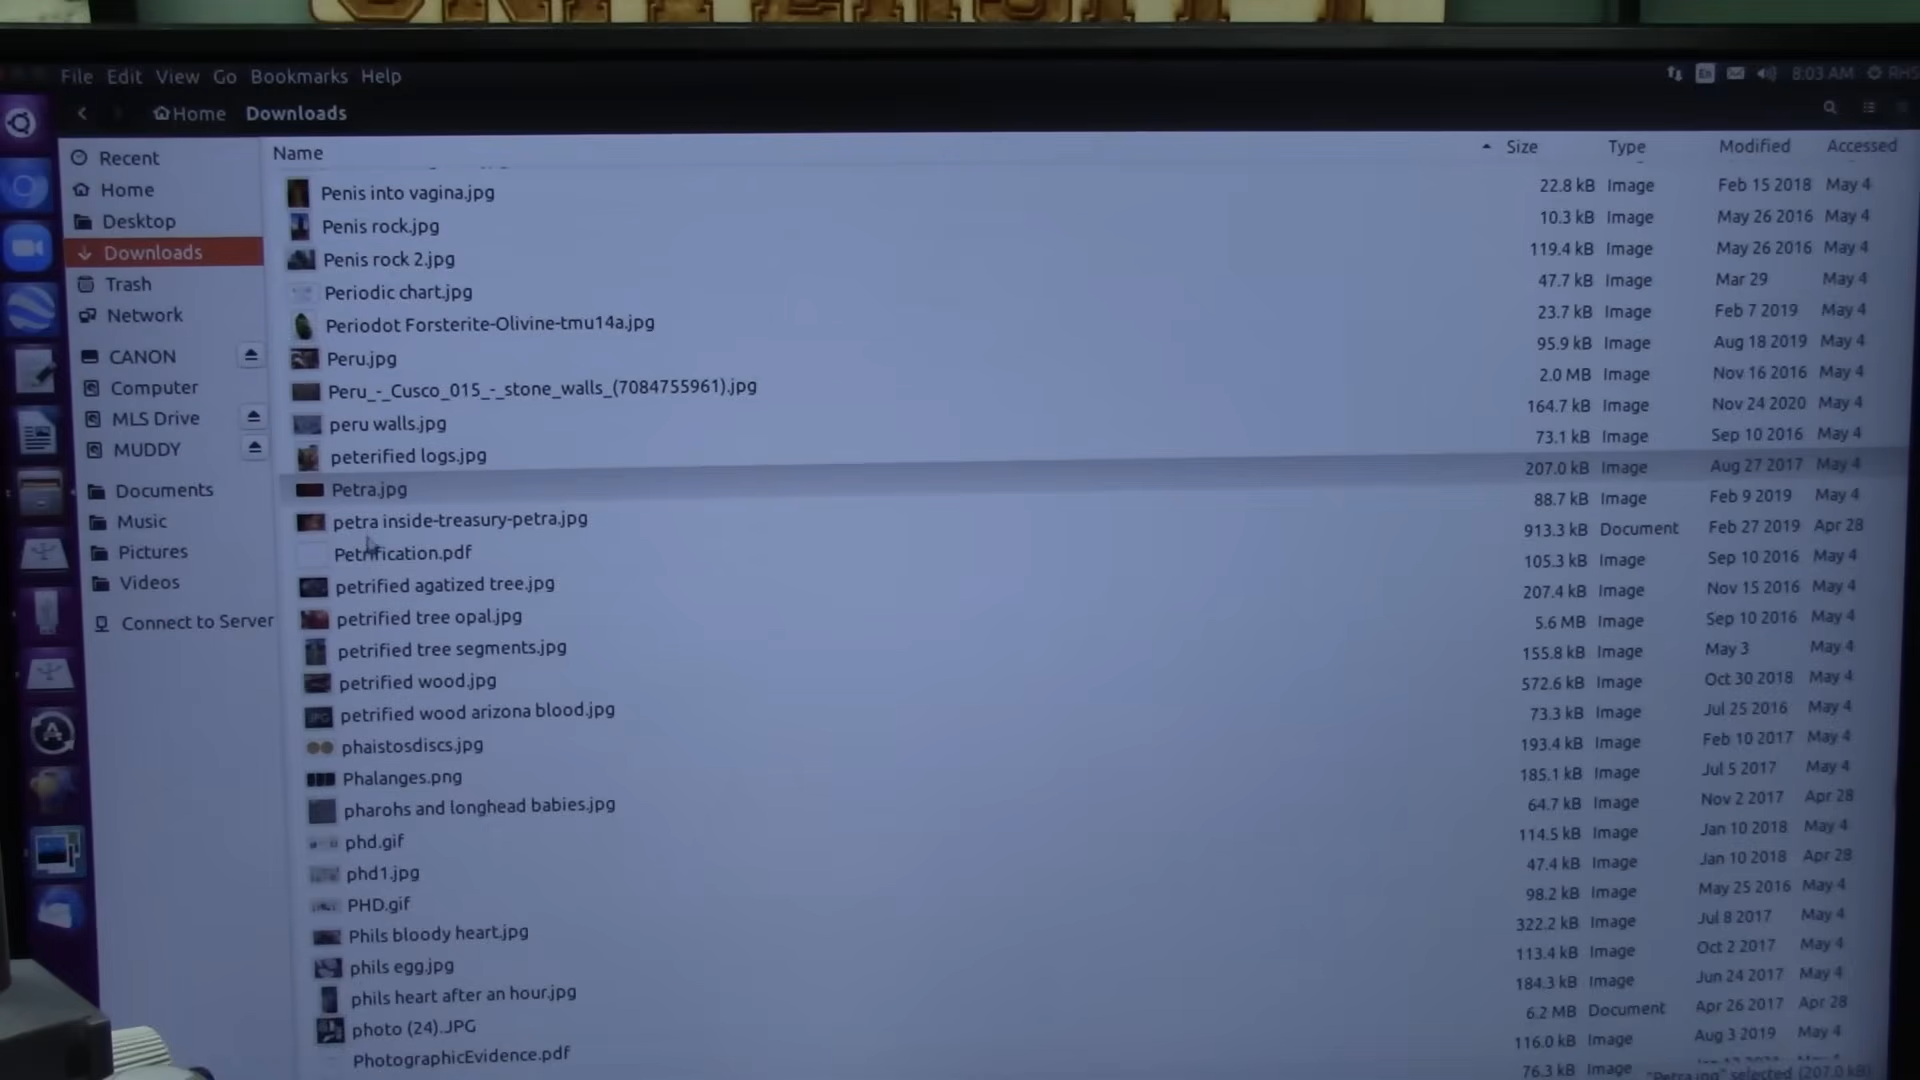 File Edit View Go Bookmarks Help
En 8:03 AM RHS
Home Downloads
Name Size Type Modified Accessed
Recent
Home
Desktop
Downloads
Trash
Network
CANON
Computer
MLS Drive
MUDDY
Documents
Music
Pictures
Videos
Connect to Server
Penis into vagina.jpg 22.8 kB Image Feb 15 2018 May 4
Penis rock.jpg 10.3 kB Image May 26 2016 May 4
Penis rock 2.jpg 119.4 kB Image May 26 2016 May 4
Periodic chart.jpg 47.7 kB Image Mar 29 May 4
Periodot Forsterite-Olivine-tmu14a.jpg 23.7 kB Image Feb 7 2019 May 4
Peru.jpg 95.9 kB Image Aug 18 2019 May 4
Peru_-_Cusco_015_-_stone_walls_(7084755961).jpg 2.0 MB Image Nov 16 2016 May 4
peru walls.jpg 164.7 kB Image Nov 24 2020 May 4
peterified logs.jpg 73.1 kB Image Sep 10 2016 May 4
Petra.jpg 207.0 kB Image Aug 27 2017 May 4
petra inside-treasury-petra.jpg 88.7 kB Image Feb 9 2019 May 4
Petrification.pdf 913.3 kB Document Feb 27 2019 Apr 28
petrified agatized tree.jpg 105.3 kB Image Sep 10 2016 May 4
petrified tree opal.jpg 207.4 kB Image Nov 15 2016 May 4
petrified tree segments.jpg 5.6 MB Image Sep 10 2016 May 4
petrified wood.jpg 155.8 kB Image May 3 May 4
petrified wood arizona blood.jpg 572.6 kB Image Oct 30 2018 May 4
phaistosdiscs.jpg 73.3 kB Image Jul 25 2016 May 4
Phalanges.png 193.4 kB Image Feb 10 2017 May 4
pharohs and longhead babies.jpg 185.1 kB Image Jul 5 2017 May 4
phd.gif 64.7 kB Image Nov 2 2017 Apr 28
phd1.jpg 114.5 kB Image Jan 10 2018 May 4
PHD.gif 47.4 kB Image Jan 10 2018 Apr 28
Phils bloody heart.jpg 98.2 kB Image May 25 2016 May 4
phils egg.jpg 322.2 kB Image Jul 8 2017 May 4
phils heart after an hour.jpg 113.4 kB Image Oct 2 2017 May 4
photo (24).JPG 184.3 kB Image Jun 24 2017 May 4
PhotographicEvidence.pdf 6.2 MB Document Apr 26 2017 Apr 28
116.0 kB Image Aug 3 2019 May 4
76.3 kB Image
"Petra.jpg" selected (207.0 kB)